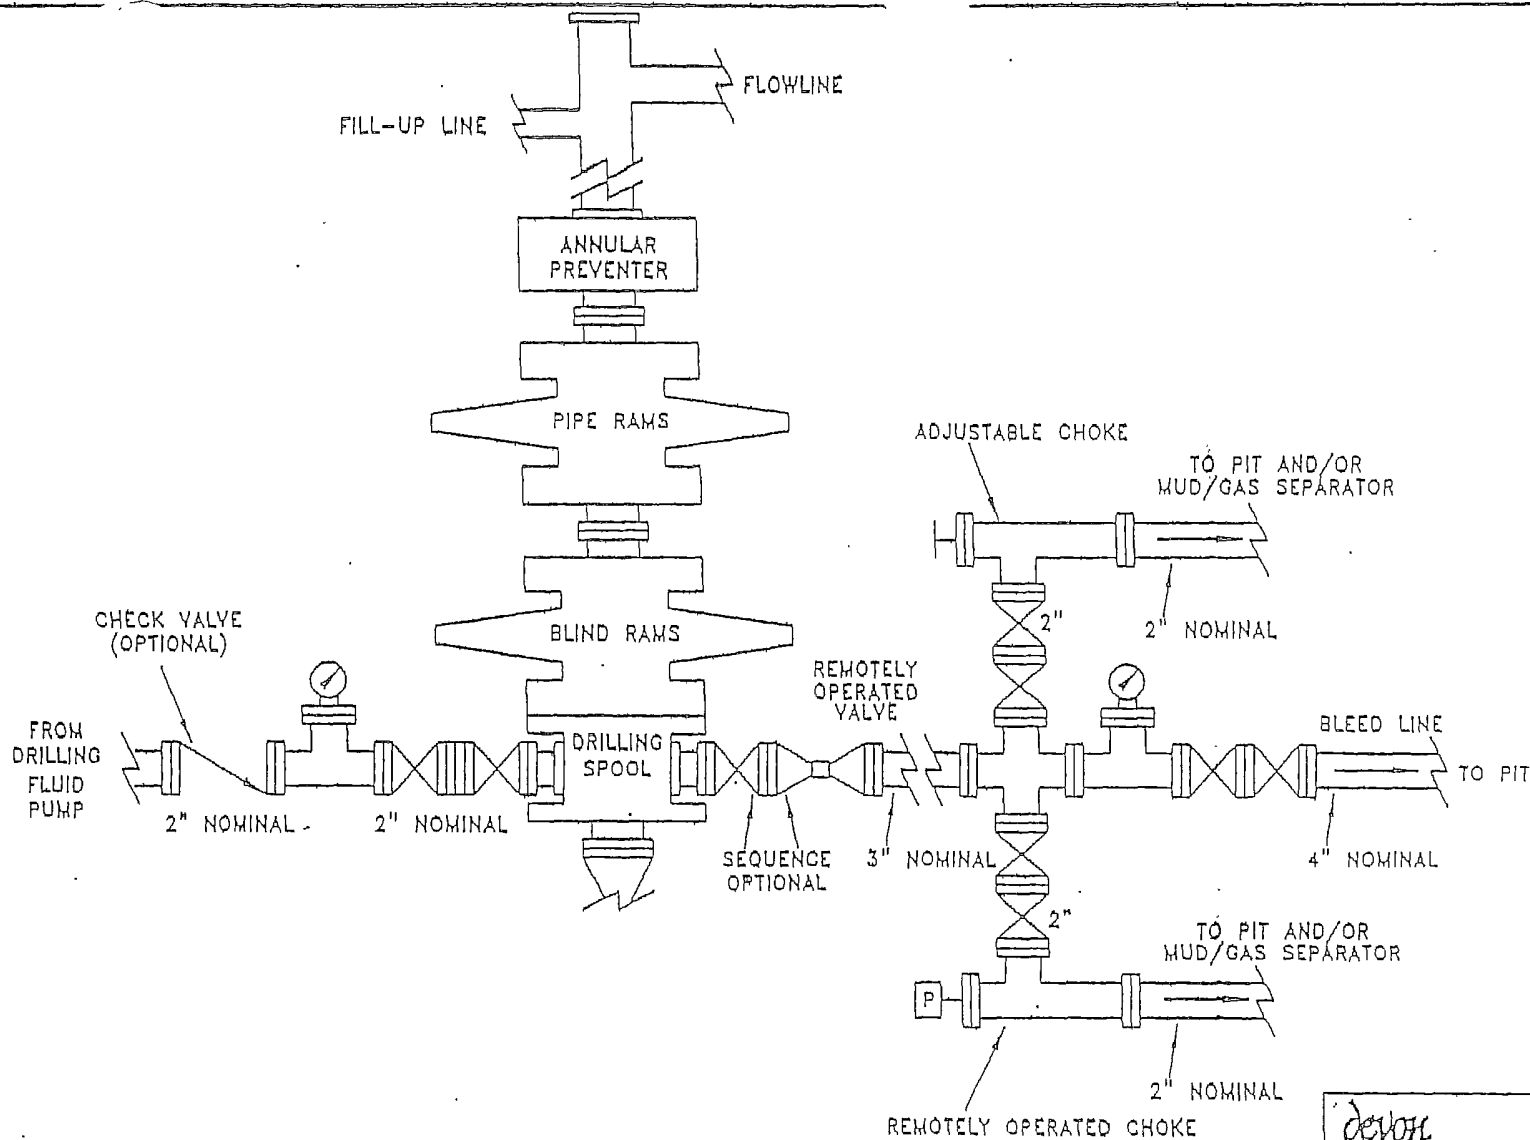 FLOWLINE
FILL-UP LINE
ANNULAR
PREVENTER
PIPE RAMS
ADJUSTABLE CHOKE
TO PIT AND/OR
MUD/GAS SEPARATOR
2"
2" NOMINAL
CHECK VALVE
(OPTIONAL)
BLIND RAMS
REMOTELY
OPERATED
VALVE
FROM
DRILLING
FLUID
PUMP
DRILLING
SPOOL
BLEED LINE
TO PIT
2" NOMINAL
2" NOMINAL
SEQUENCE
OPTIONAL
3" NOMINAL
4" NOMINAL
2"
TO PIT AND/OR
MUD/GAS SEPARATOR
P
2" NOMINAL
REMOTELY OPERATED CHOKE
devon